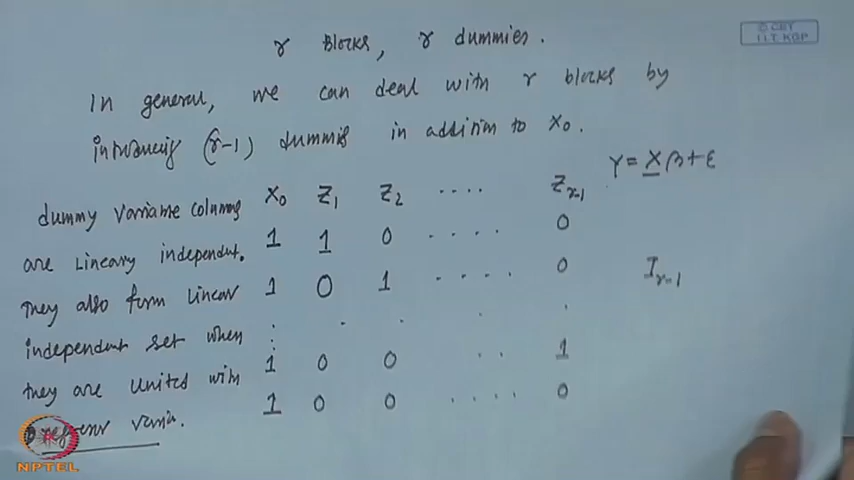 © CET
I.I.T. KGP
r Blocks, r dummies.
In general, we can deal with r blocks by
introducing (r-1) dummies in addition to X0.
Y = Xβ + ε
dummy variable columns
are linearly independent.
They also form linear
independent set when
they are united with
X0 Z1 Z2 .... Zr-1
1 1 0 .... 0
1 0 1 .... 0
Ir-1
1 0 0 .. 1
1 0 0 .... 0
NPTEL